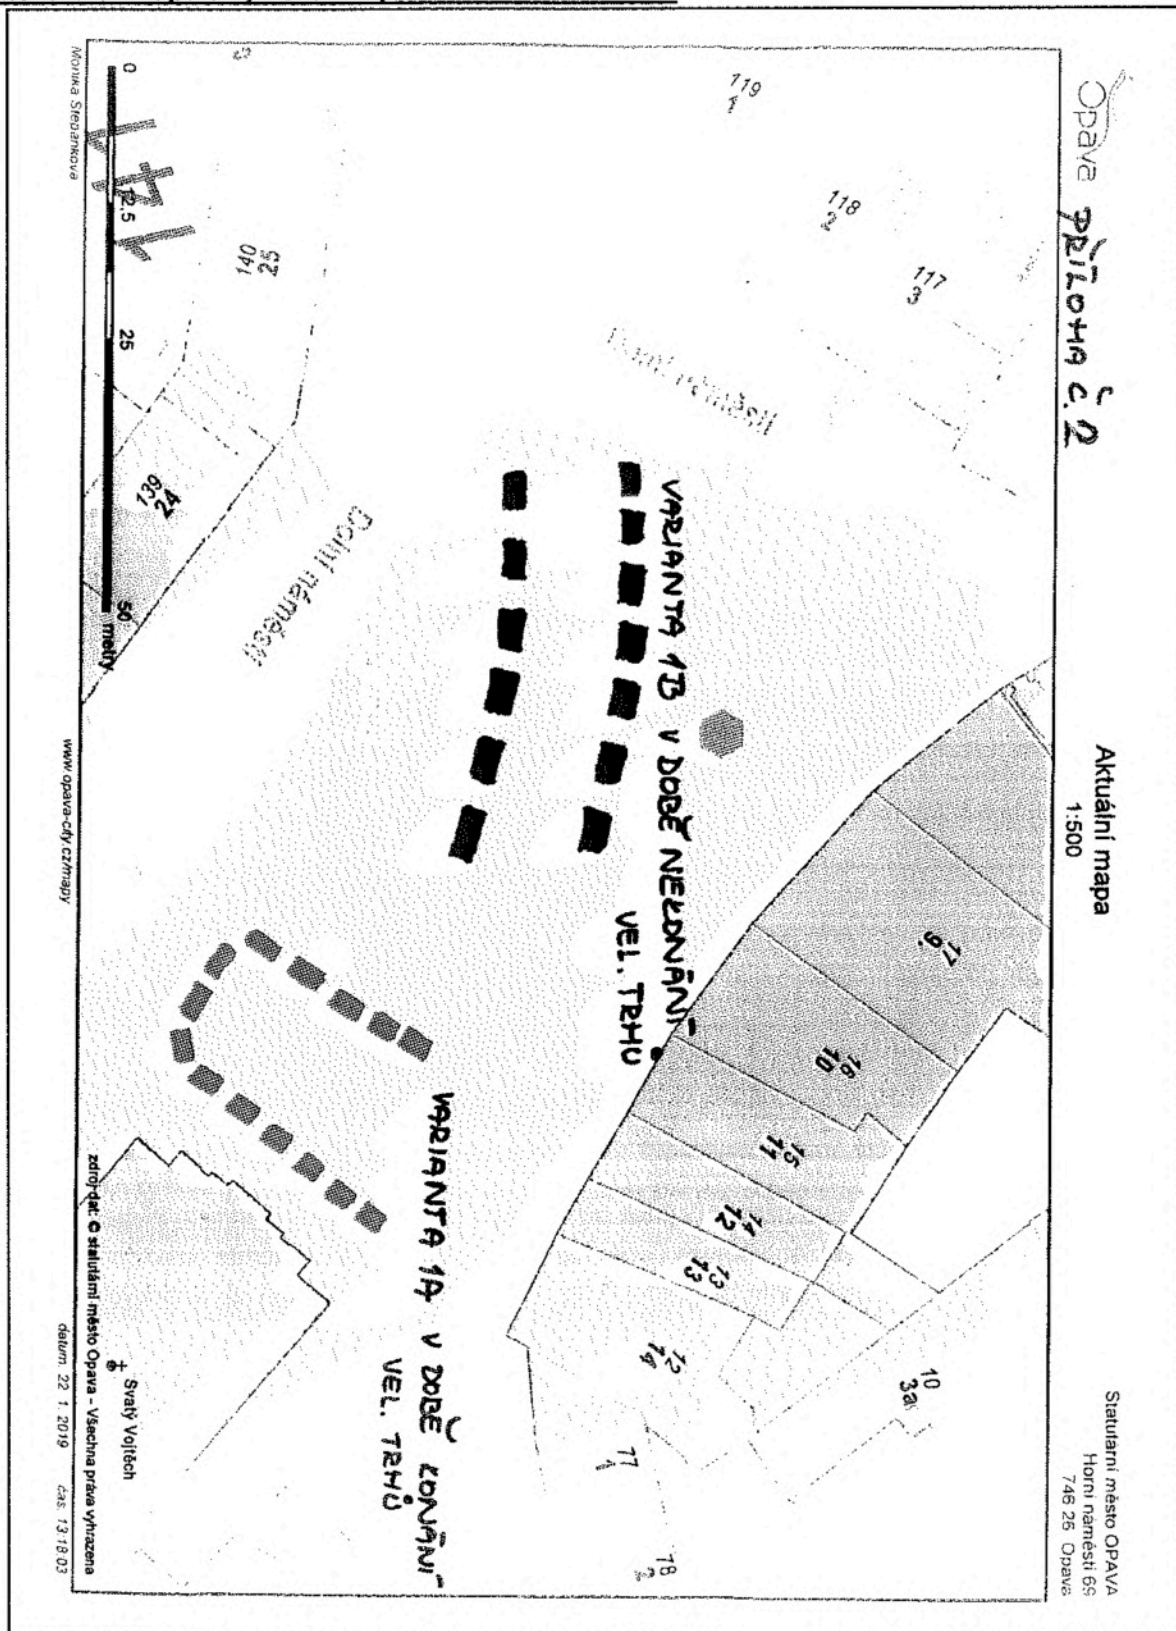 Opava
PŘÍLOHA č. 2
Aktuální mapa
1:500
Statutární město OPAVA
Horní náměstí 69
746 26 Opava
119
1
118
2
117
3
140
25
139
24
Dolní náměstí
Dolní náměstí
VARIANTA 1B V DOBĚ NEKONÁNÍ
VEL. TRHŮ
VARIANTA 1A V DOBĚ KONÁNÍ
VEL. TRHŮ
17
9
16
10
15
11
14
12
13
13
12
14
10
3a
77
1
78
2
Svatý Vojtěch
0
12,5
25
50
metry
Monika Štěpánková
www.opava-city.cz/mapy
zdroj dat: © statutární město Opava - Všechna práva vyhrazena
datum: 22. 1. 2019 čas: 13:18:03